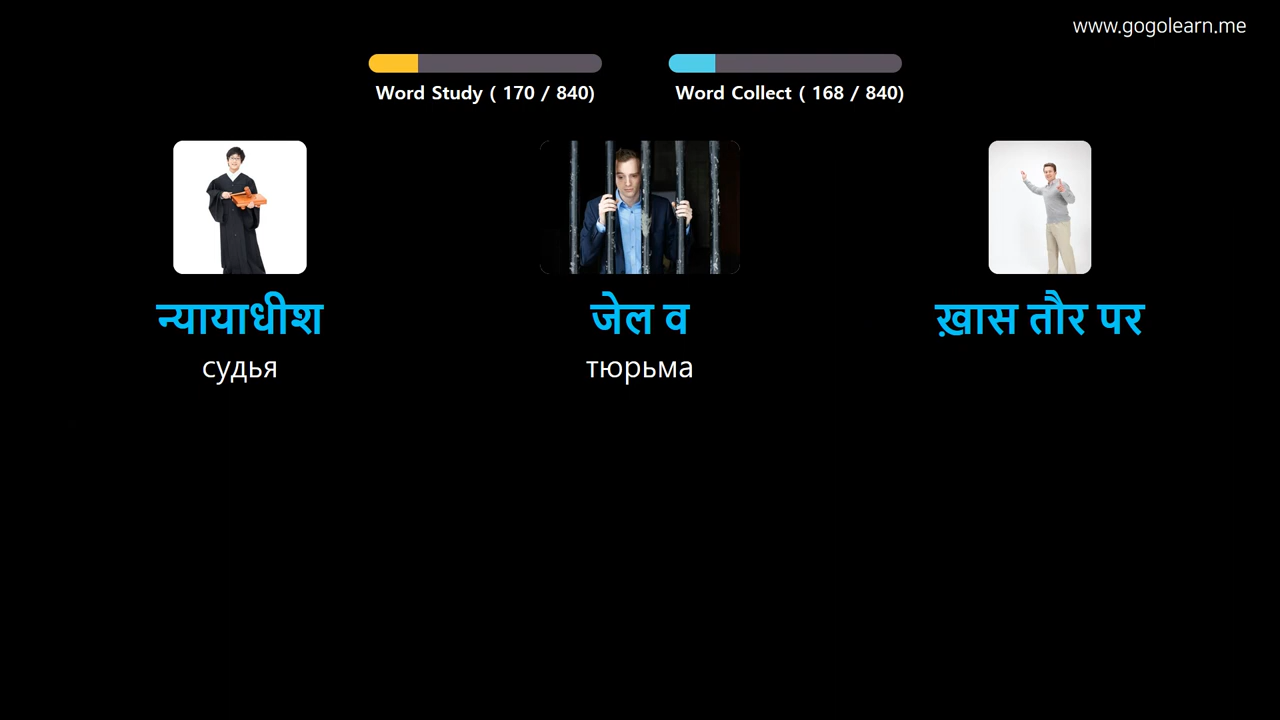 www.gogolearn.me
Word Study ( 170 / 840)
Word Collect ( 168 / 840)
न्यायाधीश
судья
जेल व
тюрьма
ख़ास तौर पर